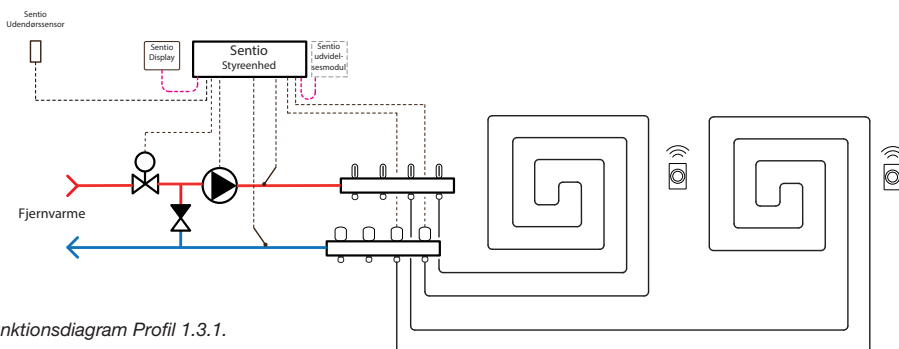 Sentio
Udendørssensor
Sentio
Display
Sentio
Styreenhed
Sentio
udvidel-
sesmodul
Fjernvarme
nktionsdiagram Profil 1.3.1.